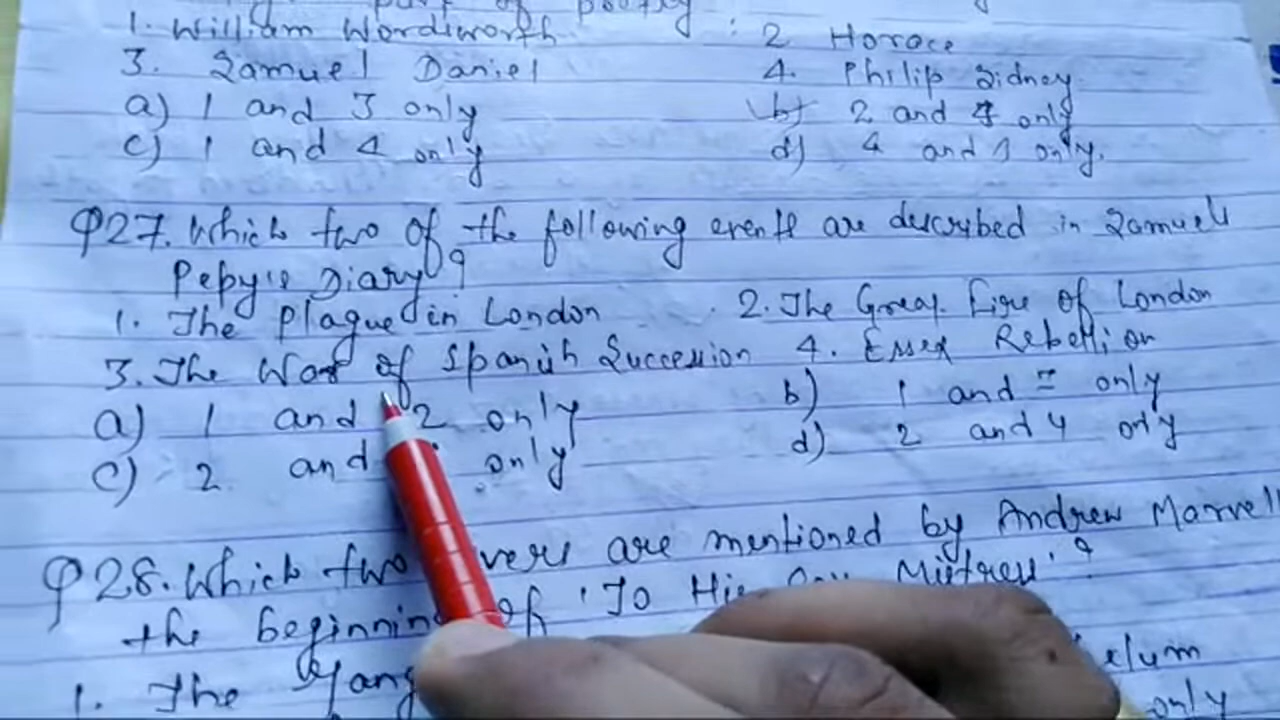 part of poetry
1. William Wordsworth : 2 Horace
3. Samuel Daniel 4. Philip Sidney
a) 1 and 3 only b) 2 and 4 only
c) 1 and 4 only d) 4 and 3 only.
Q27. Which two of the following events are described in Samuel
Pepy's Diary?
1. The Plague in London 2. The Great Fire of London
3. The War of Spanish Succession 4. Essex Rebellion
a) 1 and 2 only b) 1 and only
c) 2 and only d) 2 and 4 only
Q28. Which two are mentioned by Andrew Marvell
the beginning of 'To His Mistress'?
1. The
only